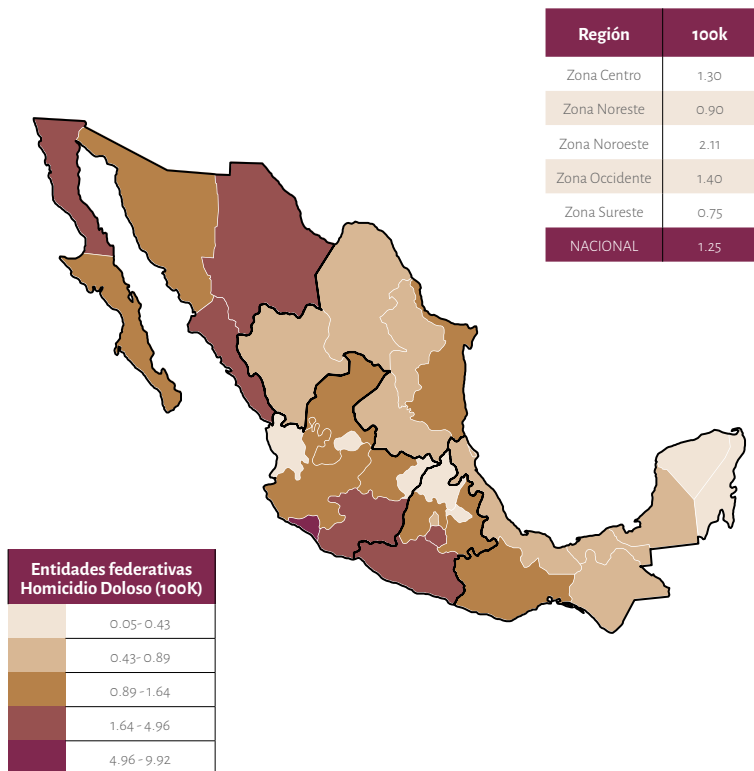 Región 100k
Zona Centro 1.30
Zona Noreste 0.90
Zona Noroeste 2.11
Zona Occidente 1.40
Zona Sureste 0.75
NACIONAL 1.25
Entidades federativas
Homicidio Doloso (100K)
0.05- 0.43
0.43- 0.89
0.89 - 1.64
1.64 - 4.96
4.96 - 9.92